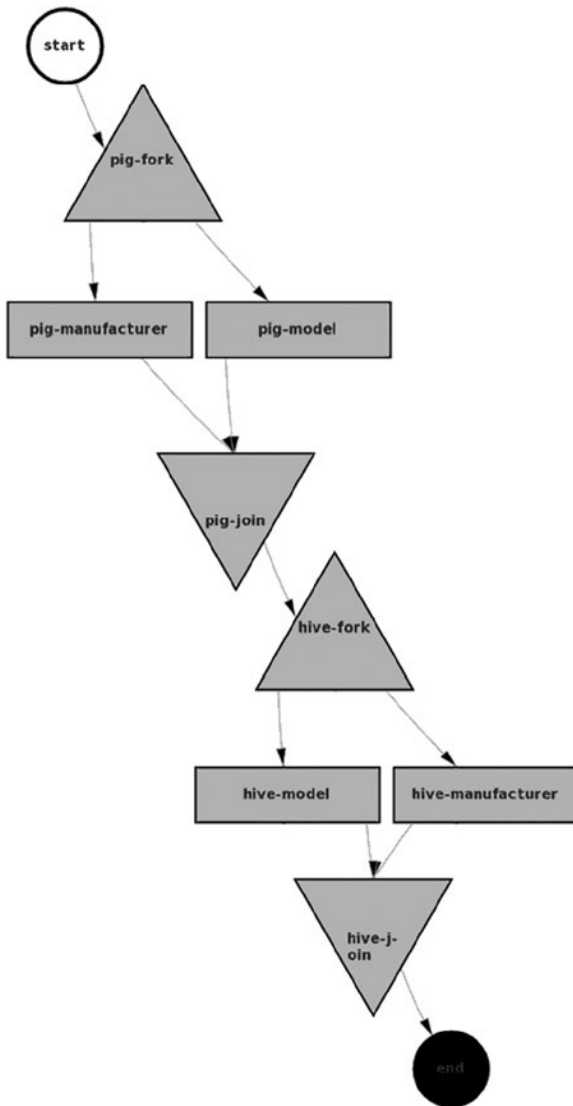 start
pig-fork
pig-manufacturer
pig-model
pig-join
hive-fork
hive-model
hive-manufacturer
hive-j-
oin
end